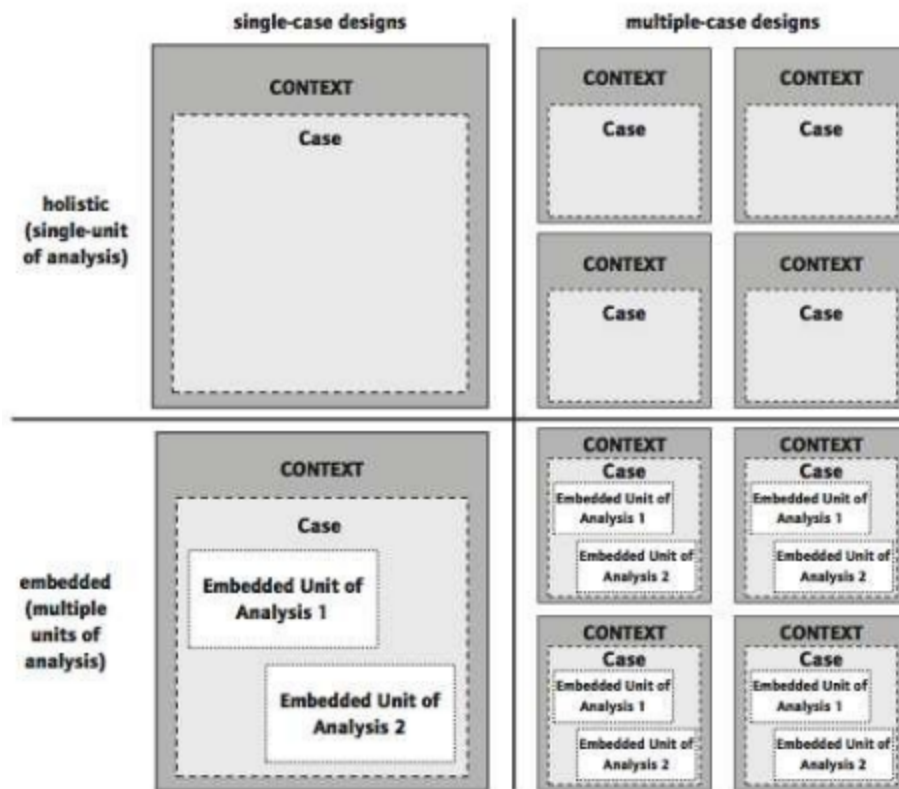 single-case designs
multiple-case designs
holistic
(single-unit
of analysis)
CONTEXT
Case
CONTEXT
Case
CONTEXT
Case
CONTEXT
Case
CONTEXT
Case
embedded
(multiple
units of
analysis)
CONTEXT
Case
Embedded Unit of
Analysis 1
Embedded Unit of
Analysis 2
CONTEXT
Case
Embedded Unit of
Analysis 1
Embedded Unit of
Analysis 2
CONTEXT
Case
Embedded Unit of
Analysis 1
Embedded Unit of
Analysis 2
CONTEXT
Case
Embedded Unit of
Analysis 1
Embedded Unit of
Analysis 2
CONTEXT
Case
Embedded Unit of
Analysis 1
Embedded Unit of
Analysis 2